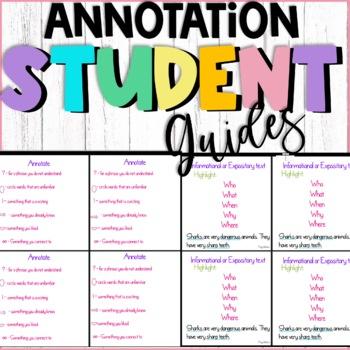 ANNOTATiON
STUDENT
guides
Annotate
? - for a phrase you do not understand
circle words that are unfamiliar
! - something that is exciting
- something you already know
something you liked
∞ - Something you connect to
Annotate
? - for a phrase you do not understand
circle words that are unfamiliar
! - something that is exciting
- something you already know
something you liked
∞ - Something you connect to
Informational or Expository text
Highlight:
Who
What
When
Why
Where
Sharks are very dangerous animals. They
have very sharp teeth.
Informational or Expository text
Highlight:
Who
What
When
Why
Where
Sharks are very dangerous animals. They
have very sharp teeth.
Annotate
? - for a phrase you do not understand
circle words that are unfamiliar
! - something that is exciting
- something you already know
something you liked
∞ - Something you connect to
Annotate
? - for a phrase you do not understand
circle words that are unfamiliar
! - something that is exciting
- something you already know
something you liked
∞ - Something you connect to
Informational or Expository text
Highlight:
Who
What
When
Why
Where
Sharks are very dangerous animals. They
have very sharp teeth.
Informational or Expository text
Highlight:
Who
What
When
Why
Where
Sharks are very dangerous animals. They
have very sharp teeth.